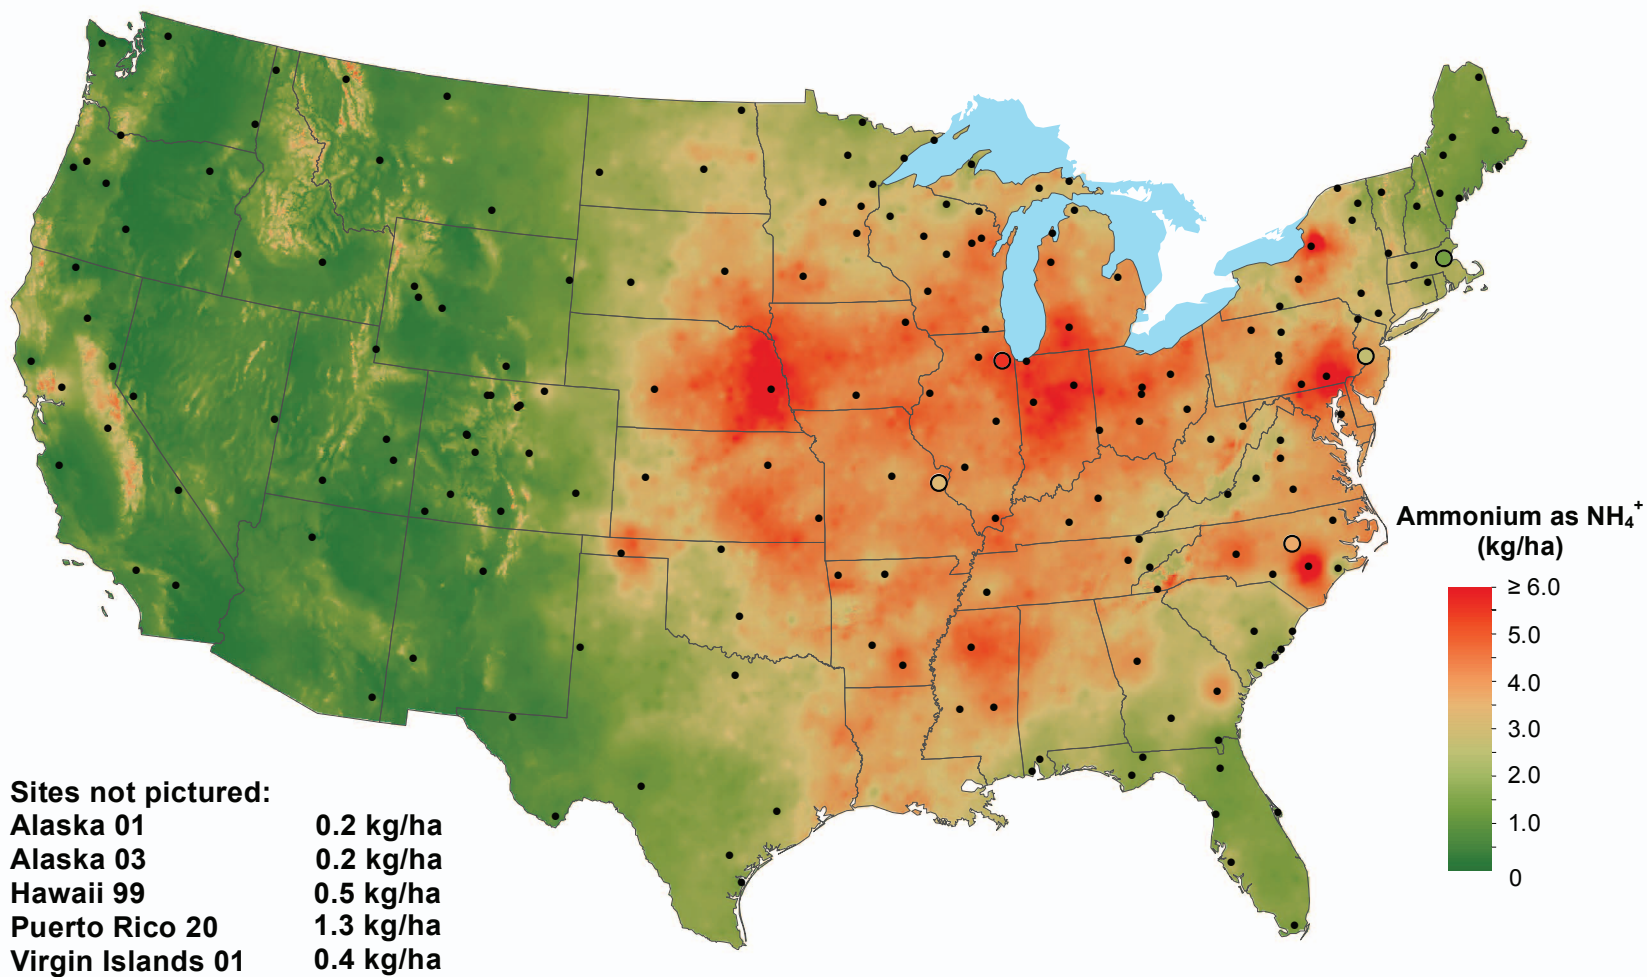 Ammonium as NH₄⁺
(kg/ha)
≥ 6.0
5.0
4.0
3.0
2.0
1.0
0
Sites not pictured:
Alaska 01 0.2 kg/ha
Alaska 03 0.2 kg/ha
Hawaii 99 0.5 kg/ha
Puerto Rico 20 1.3 kg/ha
Virgin Islands 01 0.4 kg/ha